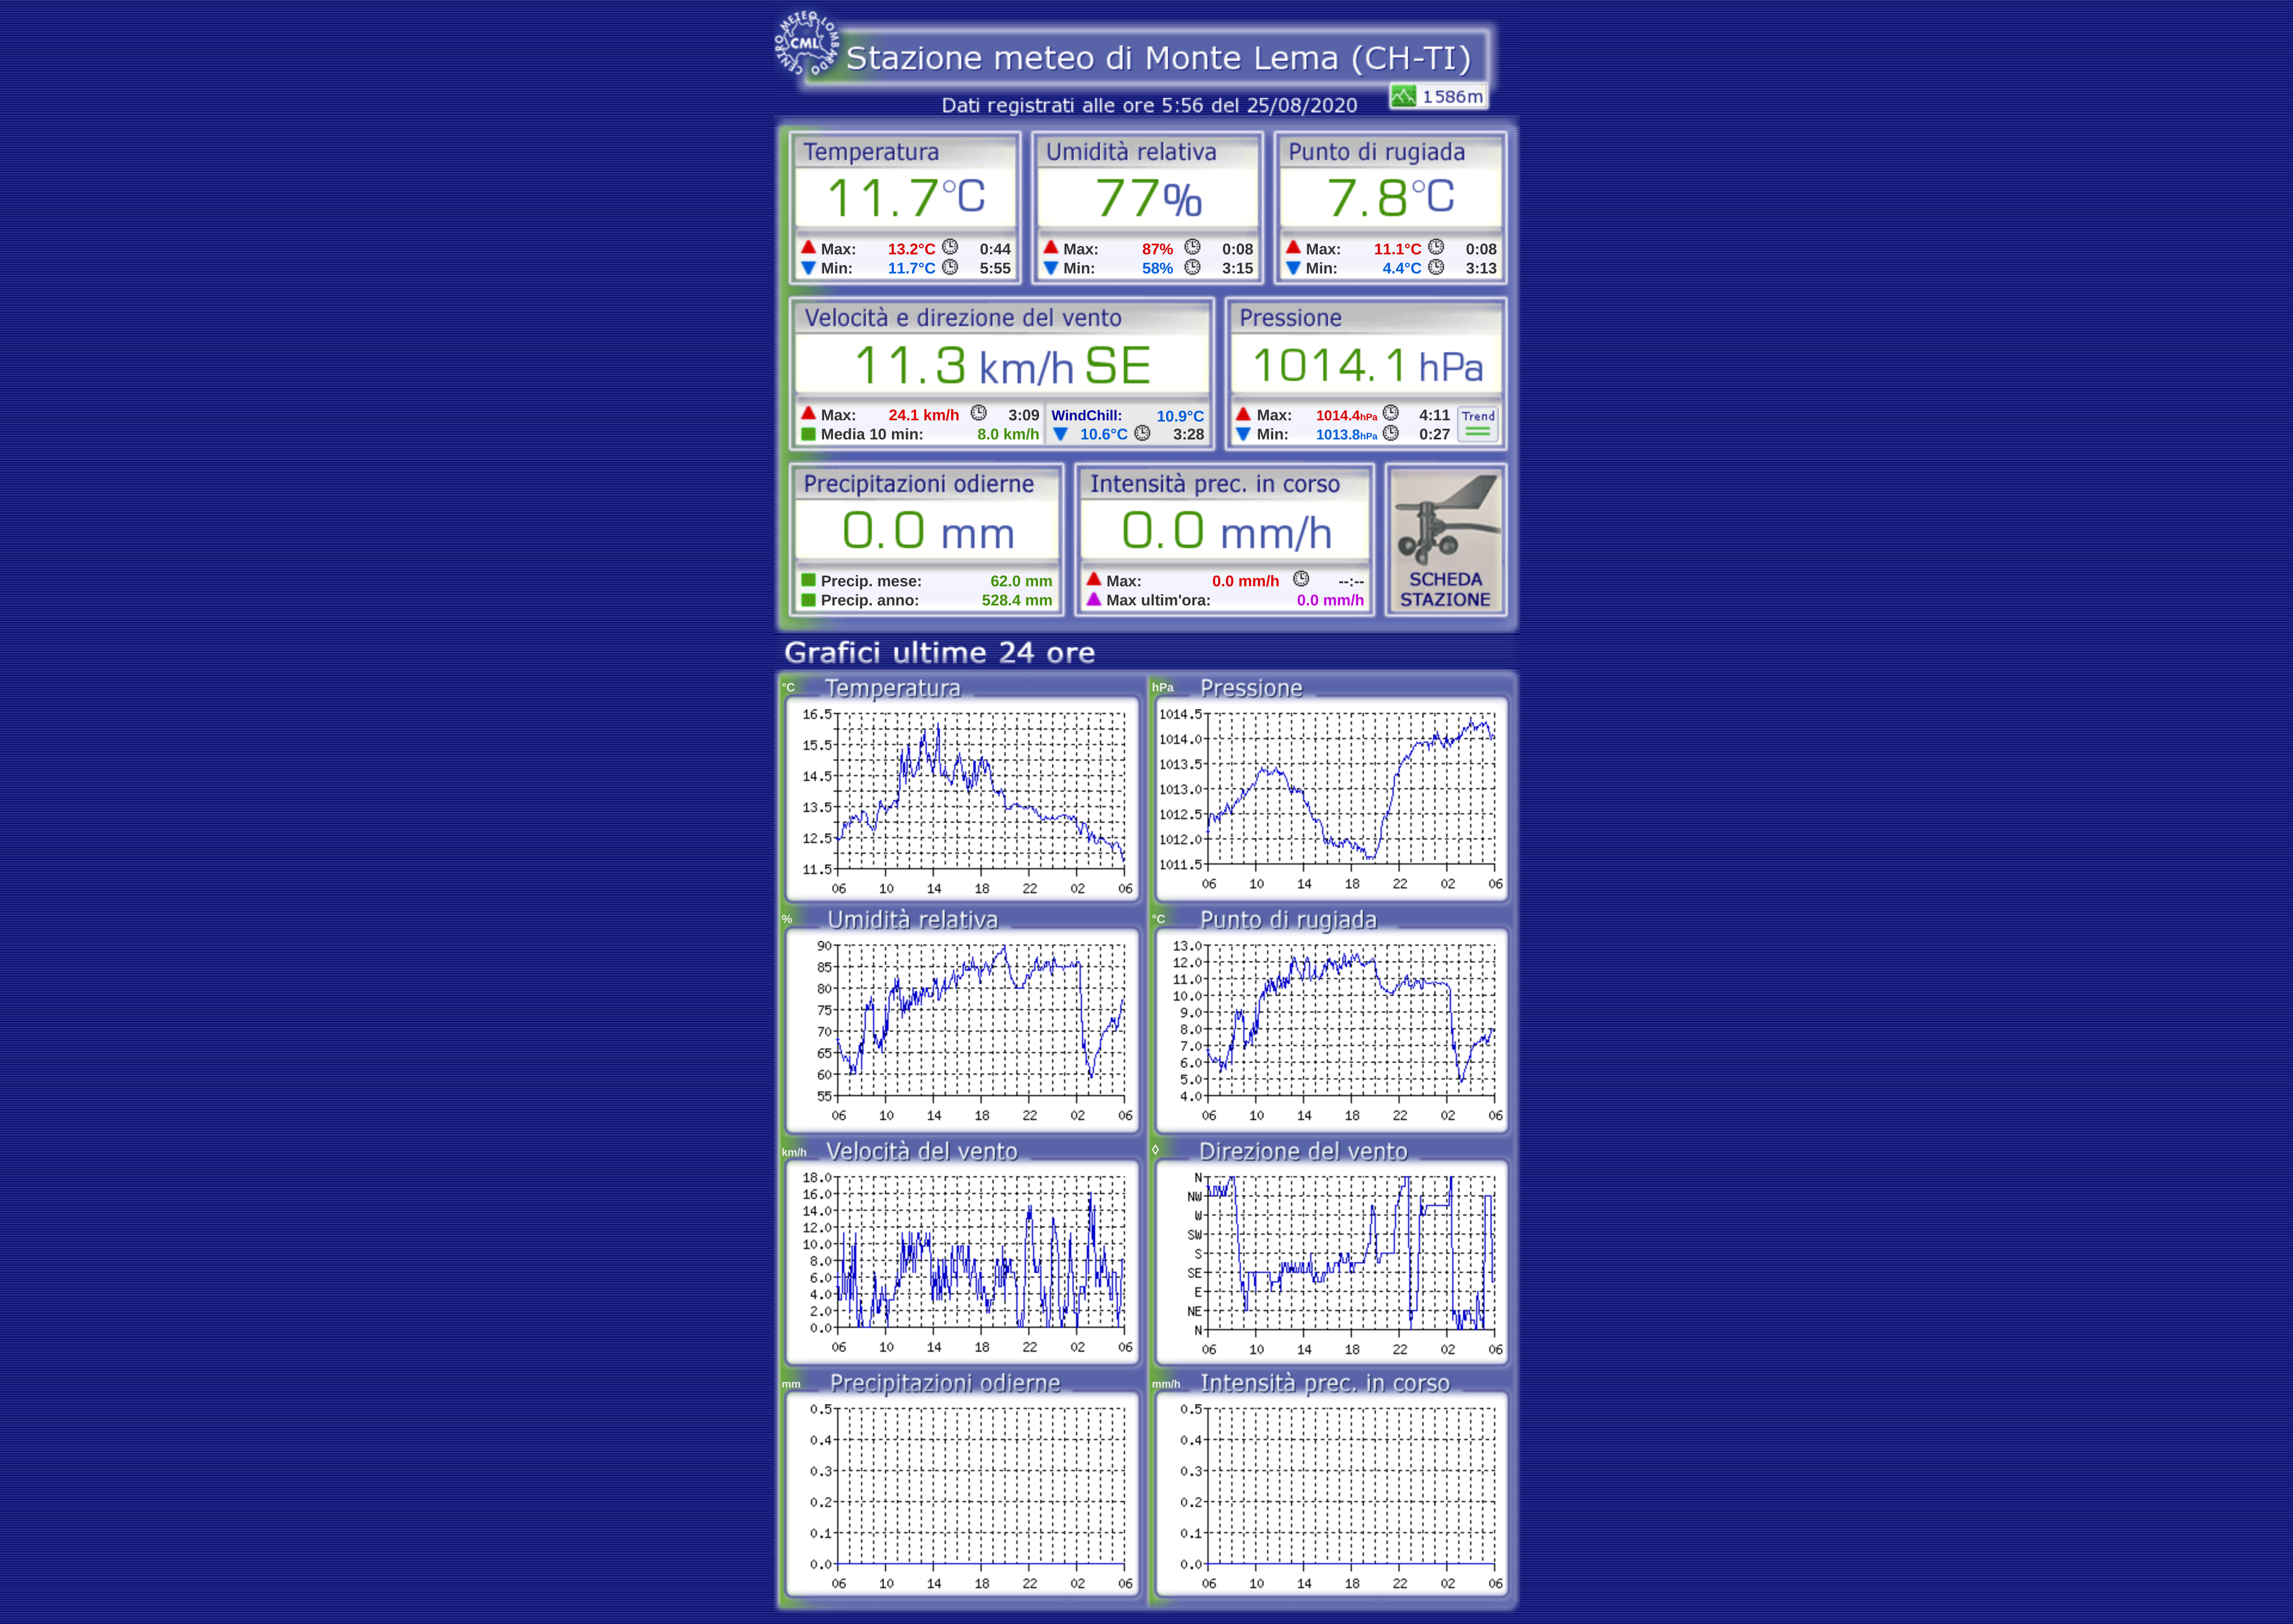 CENTRO METEO LOMBARDO
CML
Stazione meteo di Monte Lema (CH-TI)
1586m
Dati registrati alle ore 5:56 del 25/08/2020
Temperatura
11.7°C
Max: 13.2°C 0:44
Min: 11.7°C 5:55
Umidità relativa
77%
Max: 87% 0:08
Min: 58% 3:15
Punto di rugiada
7.8°C
Max: 11.1°C 0:08
Min: 4.4°C 3:13
Velocità e direzione del vento
11.3 km/h SE
Max: 24.1 km/h 3:09
Media 10 min: 8.0 km/h
WindChill: 10.9°C
10.6°C 3:28
Pressione
1014.1 hPa
Max: 1014.4hPa 4:11
Min: 1013.8hPa 0:27
Trend
Precipitazioni odierne
0.0 mm
Precip. mese: 62.0 mm
Precip. anno: 528.4 mm
Intensità prec. in corso
0.0 mm/h
Max: 0.0 mm/h --:--
Max ultim'ora: 0.0 mm/h
SCHEDA
STAZIONE
Grafici ultime 24 ore
°C Temperatura
16.5
15.5
14.5
13.5
12.5
11.5
06 10 14 18 22 02 06
hPa Pressione
1014.5
1014.0
1013.5
1013.0
1012.5
1012.0
1011.5
06 10 14 18 22 02 06
% Umidità relativa
90
85
80
75
70
65
60
55
06 10 14 18 22 02 06
°C Punto di rugiada
13.0
12.0
11.0
10.0
9.0
8.0
7.0
6.0
5.0
4.0
06 10 14 18 22 02 06
km/h Velocità del vento
18.0
16.0
14.0
12.0
10.0
8.0
6.0
4.0
2.0
0.0
06 10 14 18 22 02 06
◊ Direzione del vento
N
NW
W
SW
S
SE
E
NE
N
06 10 14 18 22 02 06
mm Precipitazioni odierne
0.5
0.4
0.3
0.2
0.1
0.0
06 10 14 18 22 02 06
mm/h Intensità prec. in corso
0.5
0.4
0.3
0.2
0.1
0.0
06 10 14 18 22 02 06